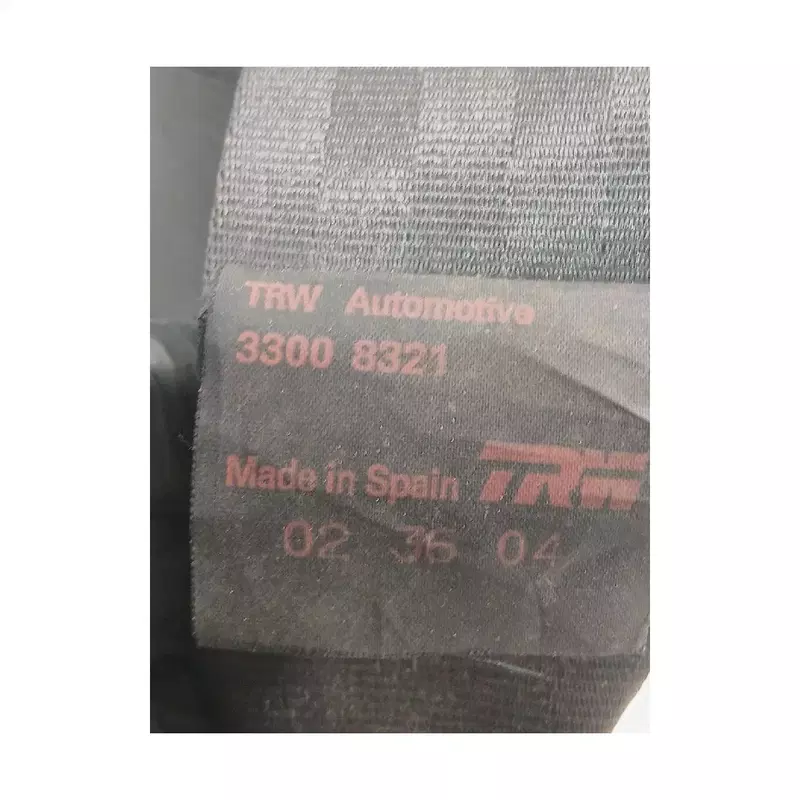 TRW Automotive
3300 8321
Made in Spain TRW
02 36 04